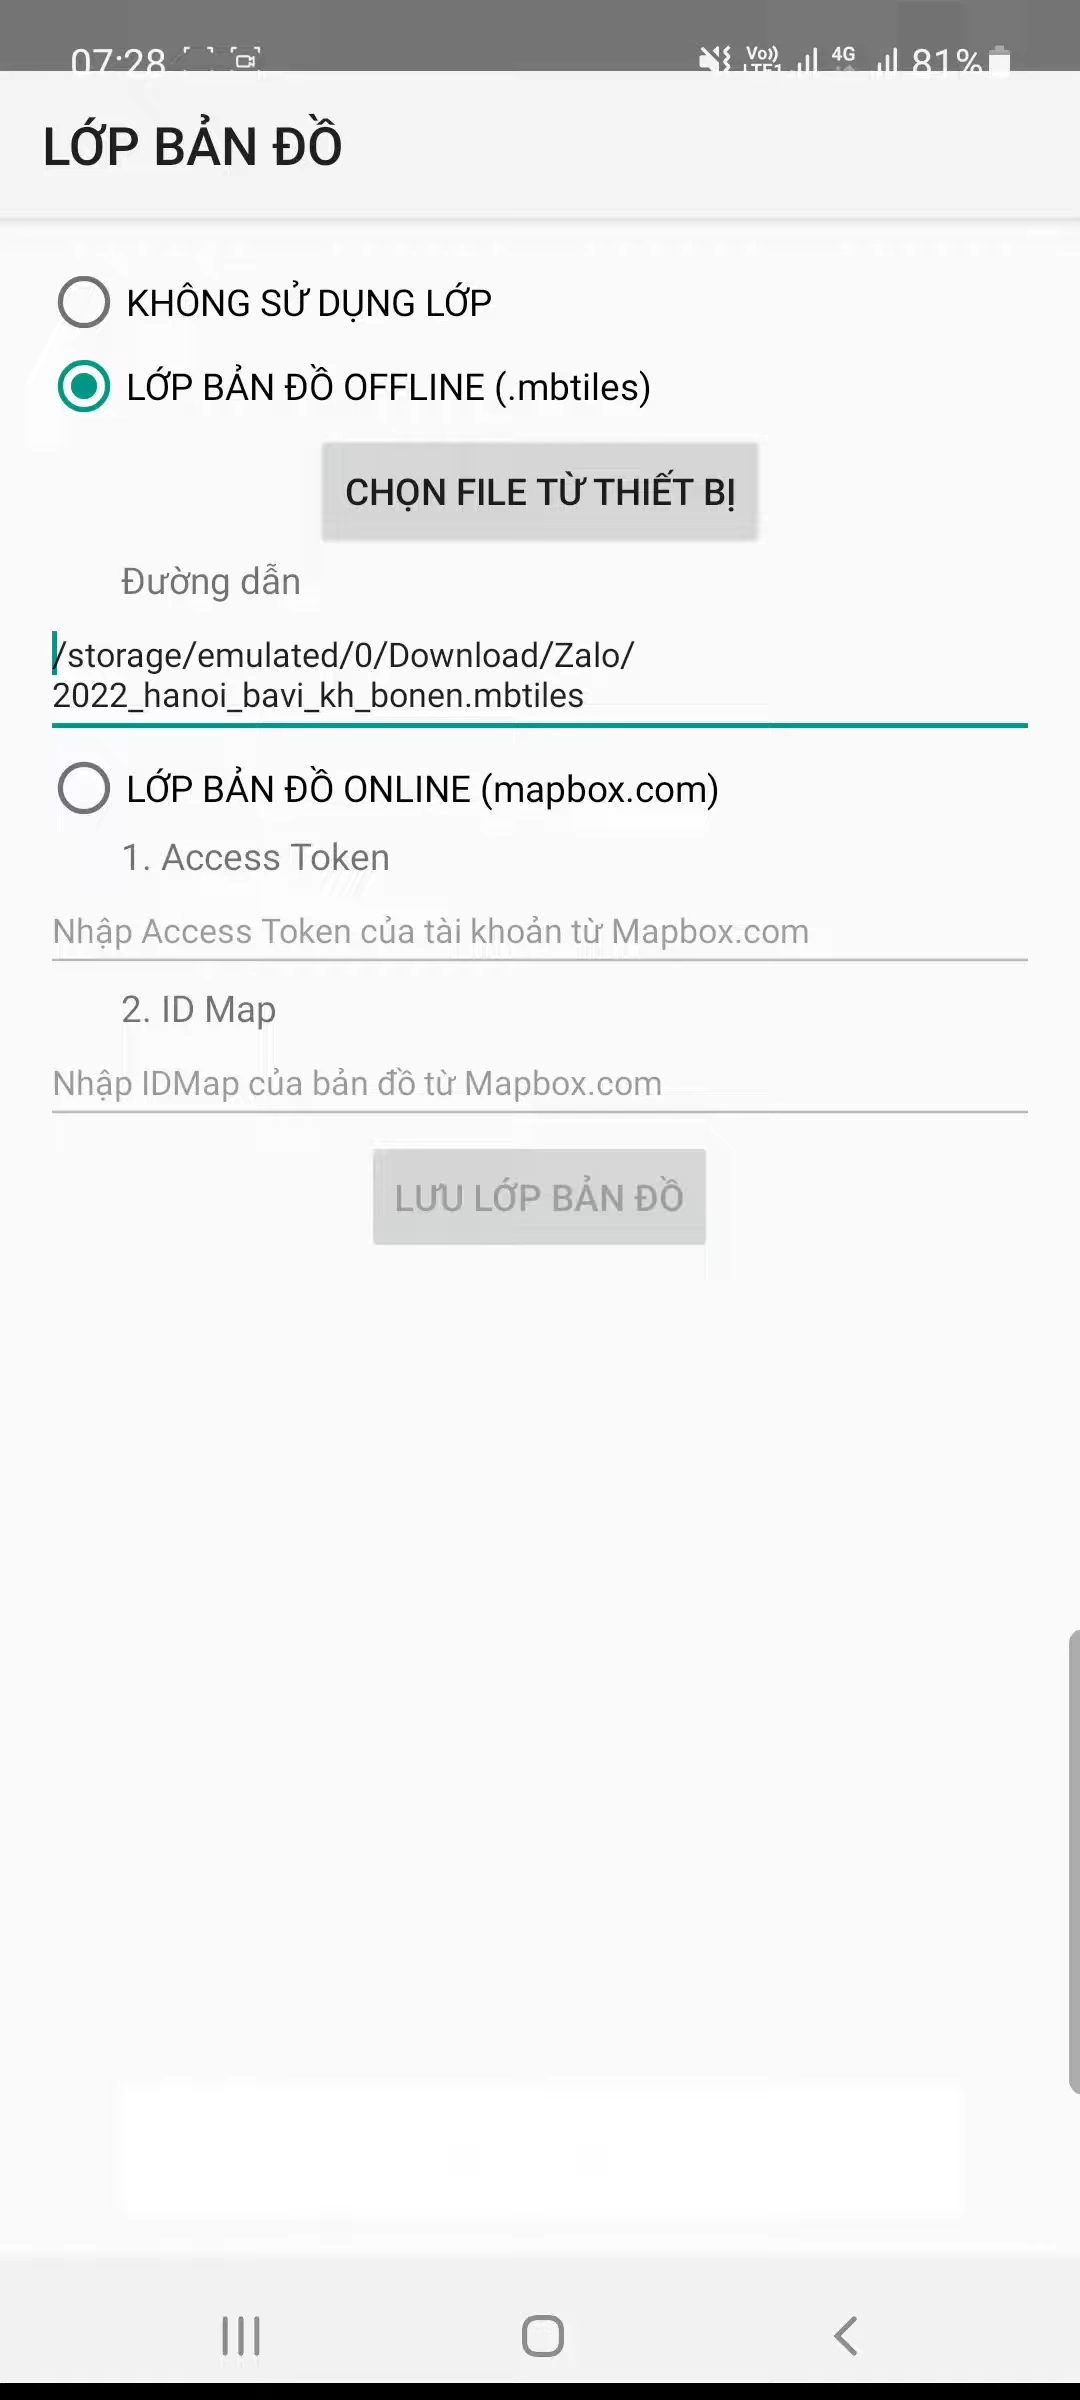 07:28 4G 81%
LỚP BẢN ĐỒ
KHÔNG SỬ DỤNG LỚP
LỚP BẢN ĐỒ OFFLINE (.mbtiles)
CHỌN FILE TỪ THIẾT BỊ
Đường dẫn
/storage/emulated/0/Download/Zalo/
2022_hanoi_bavi_kh_bonen.mbtiles
LỚP BẢN ĐỒ ONLINE (mapbox.com)
1. Access Token
Nhập Access Token của tài khoản từ Mapbox.com
2. ID Map
Nhập IDMap của bản đồ từ Mapbox.com
LƯU LỚP BẢN ĐỒ